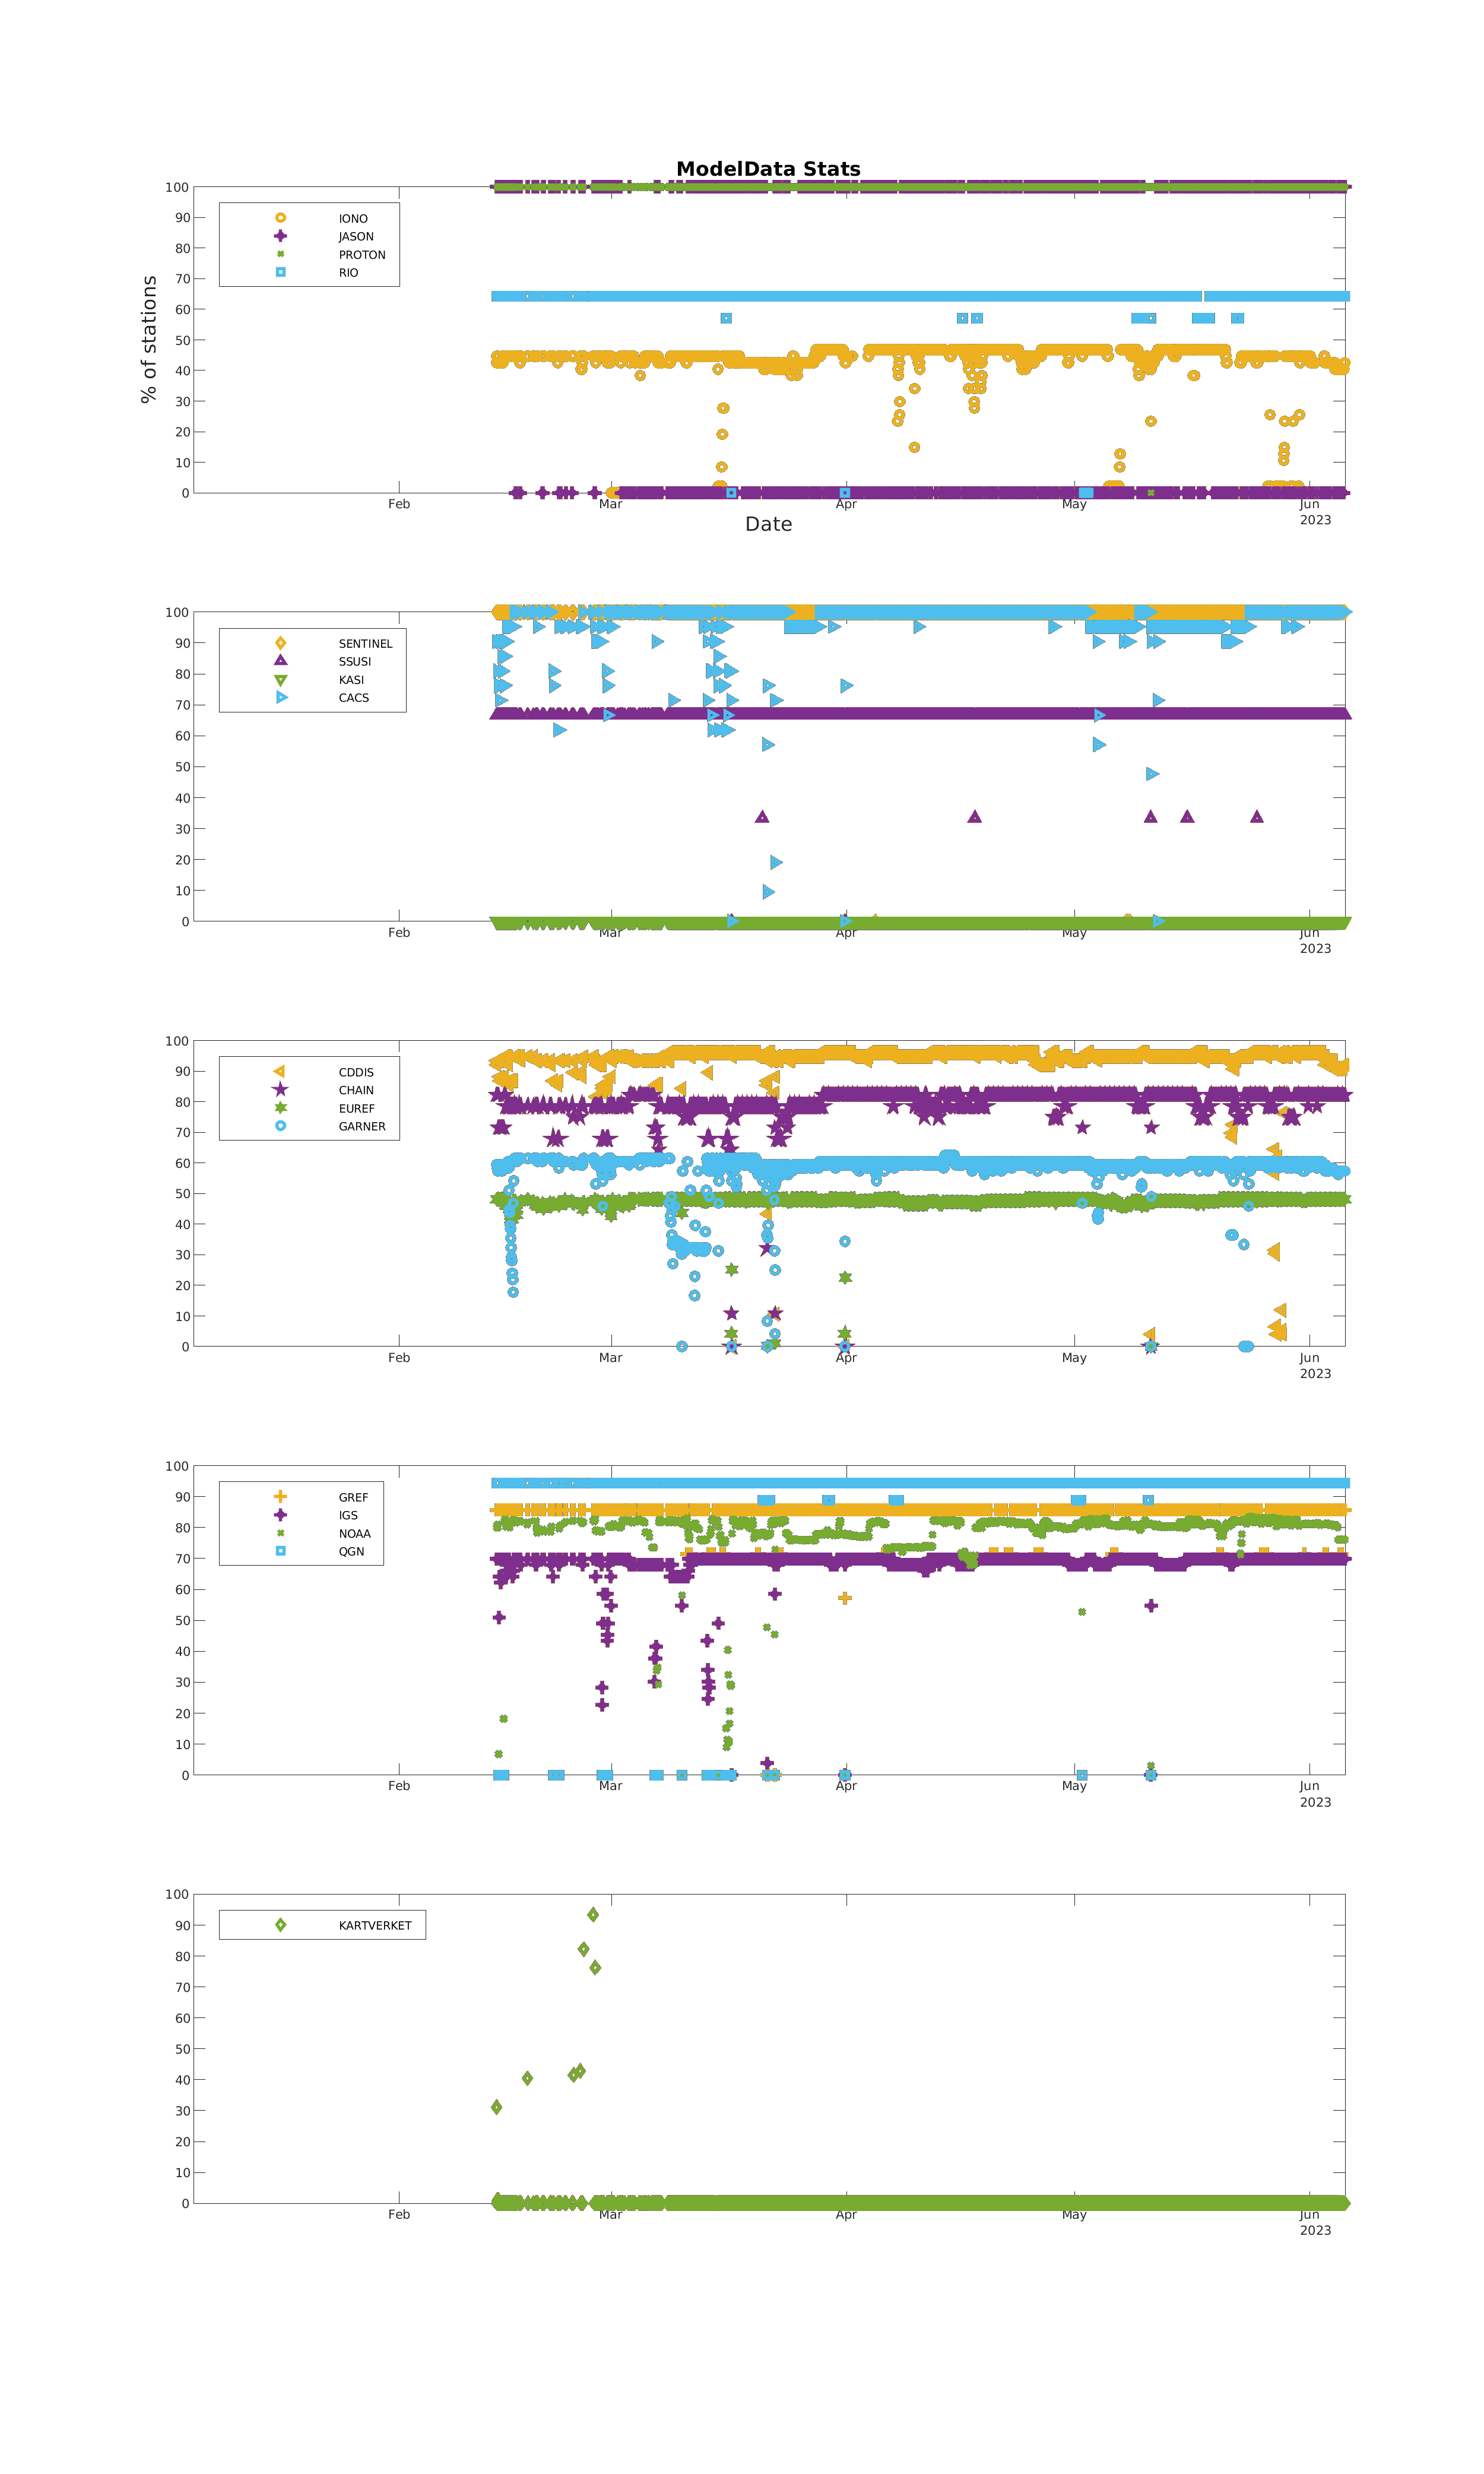 ModelData Stats
100
90
80
70
60
50
40
30
20
10
0
% of stations
IONO
JASON
PROTON
RIO
Feb Mar Apr May Jun
2023
Date
100
90
80
70
60
50
40
30
20
10
0
SENTINEL
SSUSI
KASI
CACS
Feb Mar Apr May Jun
2023
100
90
80
70
60
50
40
30
20
10
0
CDDIS
CHAIN
EUREF
GARNER
Feb Mar Apr May Jun
2023
100
90
80
70
60
50
40
30
20
10
0
GREF
IGS
NOAA
QGN
Feb Mar Apr May Jun
2023
100
90
80
70
60
50
40
30
20
10
0
KARTVERKET
Feb Mar Apr May Jun
2023